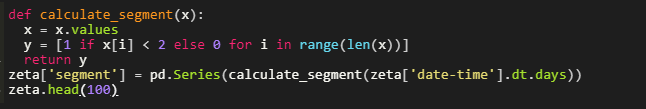 def calculate_segment(x):
  x = x.values
  y = [1 if x[i] < 2 else 0 for i in range(len(x))]
  return y
zeta['segment'] = pd.Series(calculate_segment(zeta['date-time'].dt.days))
zeta.head(100)